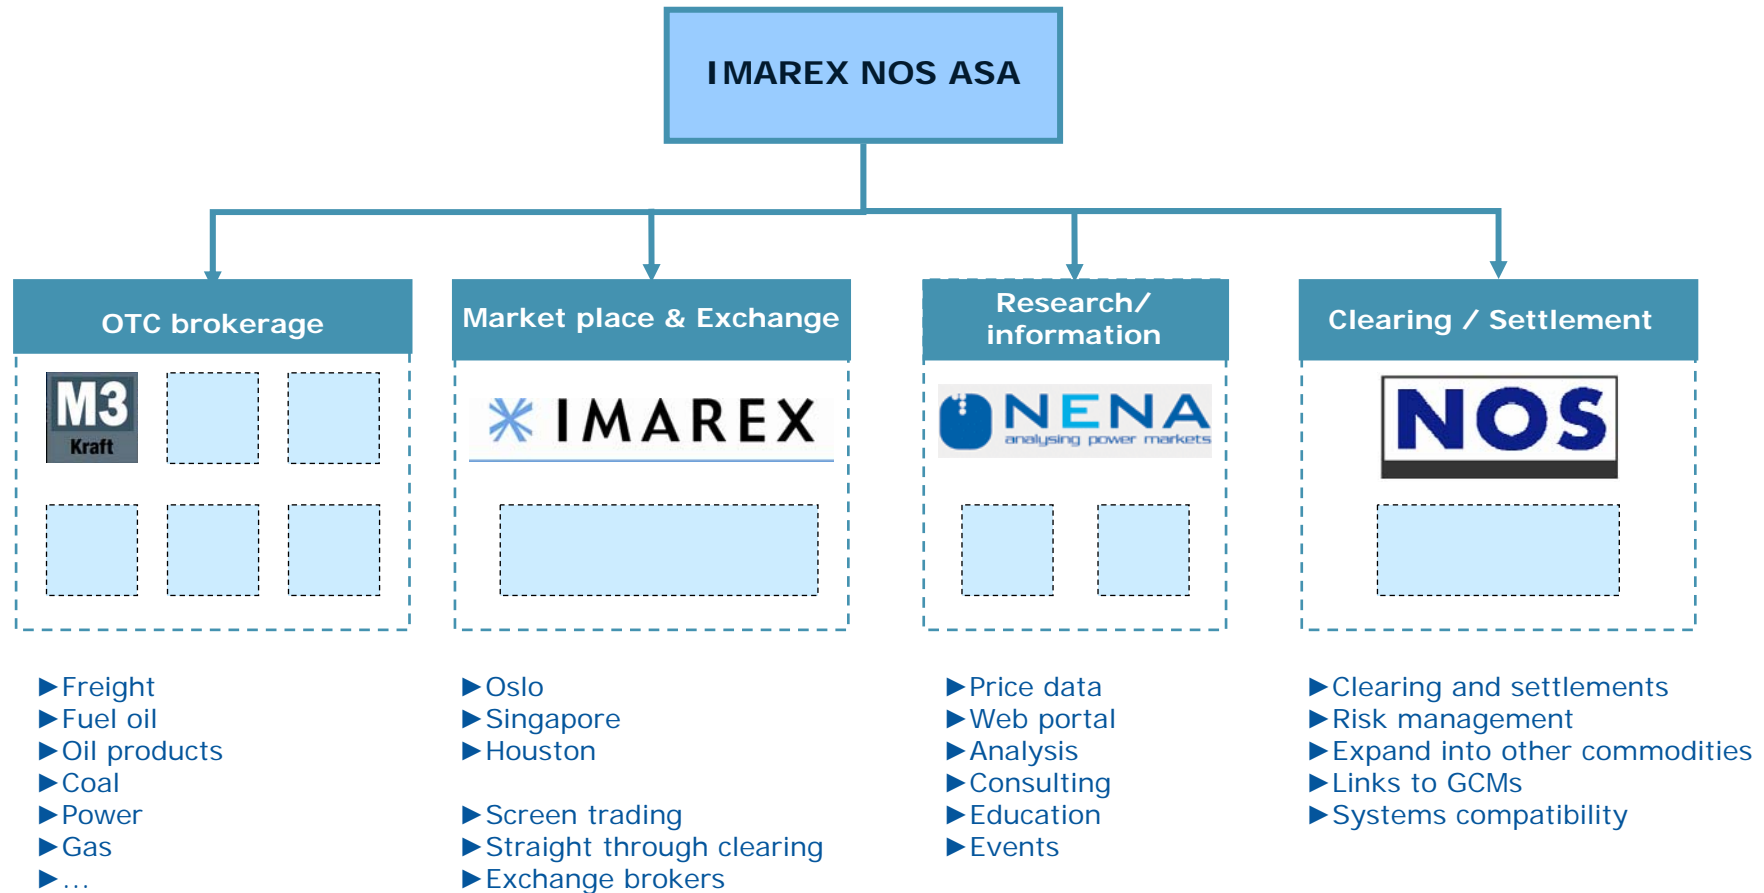 IMAREX NOS ASA
OTC brokerage
M3
Kraft
►Freight
►Fuel oil
►Oil products
►Coal
►Power
►Gas
►...
Market place & Exchange
IMAREX
►Oslo
►Singapore
►Houston
►Screen trading
►Straight through clearing
►Exchange brokers
Research/
information
NENA
analysing power markets
►Price data
►Web portal
►Analysis
►Consulting
►Education
►Events
Clearing / Settlement
NOS
►Clearing and settlements
►Risk management
►Expand into other commodities
►Links to GCMs
►Systems compatibility